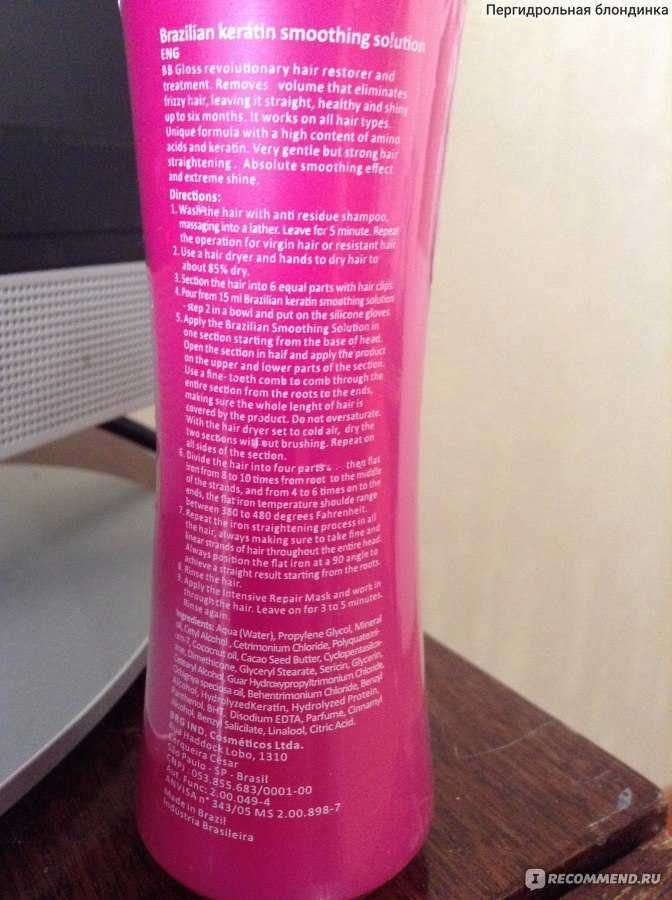 Пергидрольная блондинка
Brazilian keratin smoothing solution
ENG
BB Gloss revolutionary hair restorer and
treatment. Removes volume that eliminates
frizzy hair, leaving it straight, healthy and shiny
up to six months. It works on all hair types.
Unique formula with a high content of amino
acids and keratin. Very gentle but strong hair
straightening . Absolute smoothing effect
and extreme shine.
Directions:
1. Wash the hair with anti residue shampoo,
massaging into a lather. Leave for 5 minute. Repeat
the operation for virgin hair or resistant hair
2. Use a hair dryer and hands to dry hair to
about 85% dry.
3. Section the hair into 6 equal parts with hair clips
4. Pour from 15 ml Brazilian keratin smoothing solution
- step 2 in a bowl and put on the silicone gloves
5. Apply the Brazilian Smoothing Solution in
one section starting from the base of head.
Open the section in half and apply the product
on the upper and lower parts of the section.
Use a fine- tooth comb to comb through the
entire section from the roots to the ends,
making sure the whole lenght of hair is
covered by the product. Do not oversaturate.
With the hair dryer set to cold air, dry the
two sections without brushing. Repeat on
all sides of the section.
6. Divide the hair into four parts . then flat
iron from 8 to 10 times from root to the middle
of the strands, and from 4 to 6 times on to the
ends, the flat iron temperature shoulde range
between 380 to 480 degrees Fahrenheit.
7. Repeat the iron straightening process in all
the hair, always making sure to take fine and
linear strands of hair throughout the entire head.
Always position the flat iron at a 90 angle to
achieve a straight result starting from the roots.
8. Rinse the hair.
9. Apply the Intensive Repair Mask and work in
through the hair. Leave on for 3 to 5 minutes.
Rinse again.
Ingredients: Aqua (Water), Propylene Glycol, Mineral
oil, Cetyl Alcohol, Cetrimonium Chloride, Polyquaterni-
um-7, Coconut oil, Cacao Seed Butter, Cyclopentasilox-
ane, Dimethicone, Glyceryl Stearate, Sericin, Glycerin,
Cetearyl Alcohol, Guar Hydroxypropyltrimonium Chloride,
Orbignya speciosa oil, Behentrimonium Chloride, Benzyl
Alcohol, HydrolyzedKeratin, Hydrolyzed Protein,
Panthenol, BHT, Disodium EDTA, Parfume, Cinnamyl
Alcohol, Benzyl Salicilate, Linalool, Citric Acid.
BRG IND, Cosméticos Ltda.
Rua Haddock Lobo, 1310
Cerqueira César
São Paulo - SP - Brasil
CNPJ . 053.855.683/0001-00
Aut. Func: 2.00.049-4
ANVISA n° 343/05 MS 2.00.898-7
Made in Brazil
Indústria Brasileira
IRECOMMEND.RU